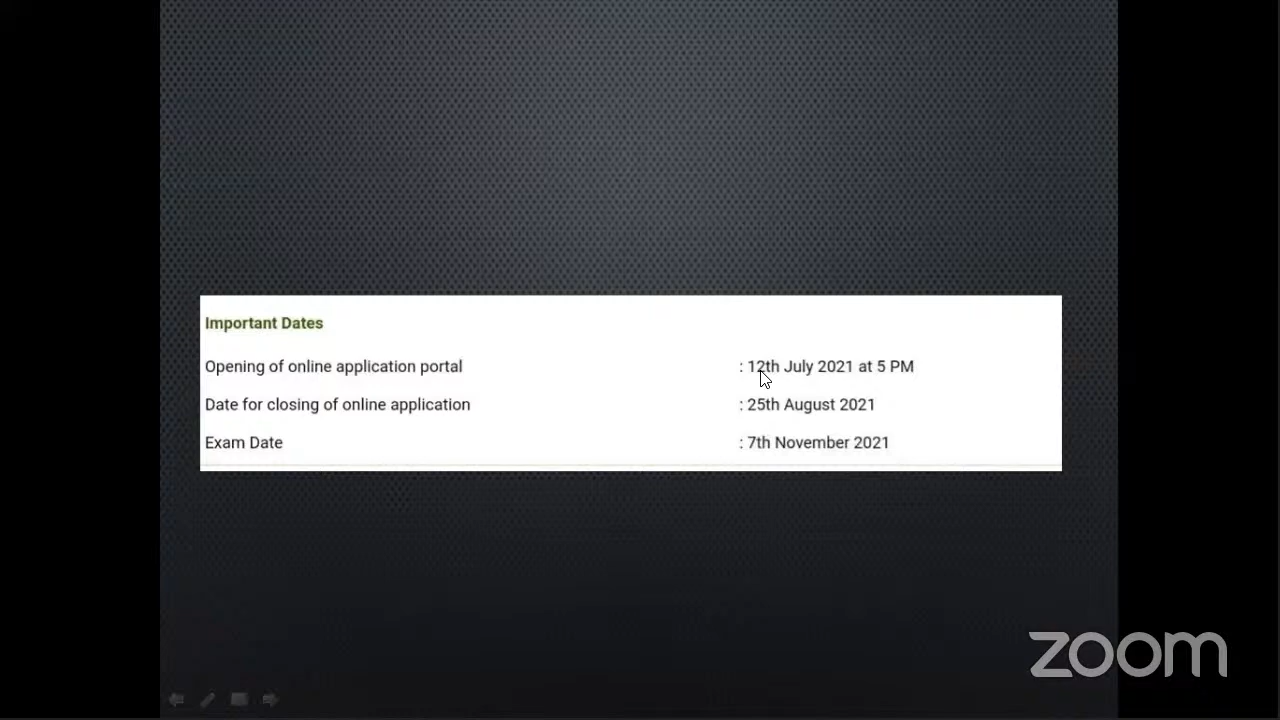 Important Dates
Opening of online application portal : 12th July 2021 at 5 PM
Date for closing of online application : 25th August 2021
Exam Date : 7th November 2021
zoom